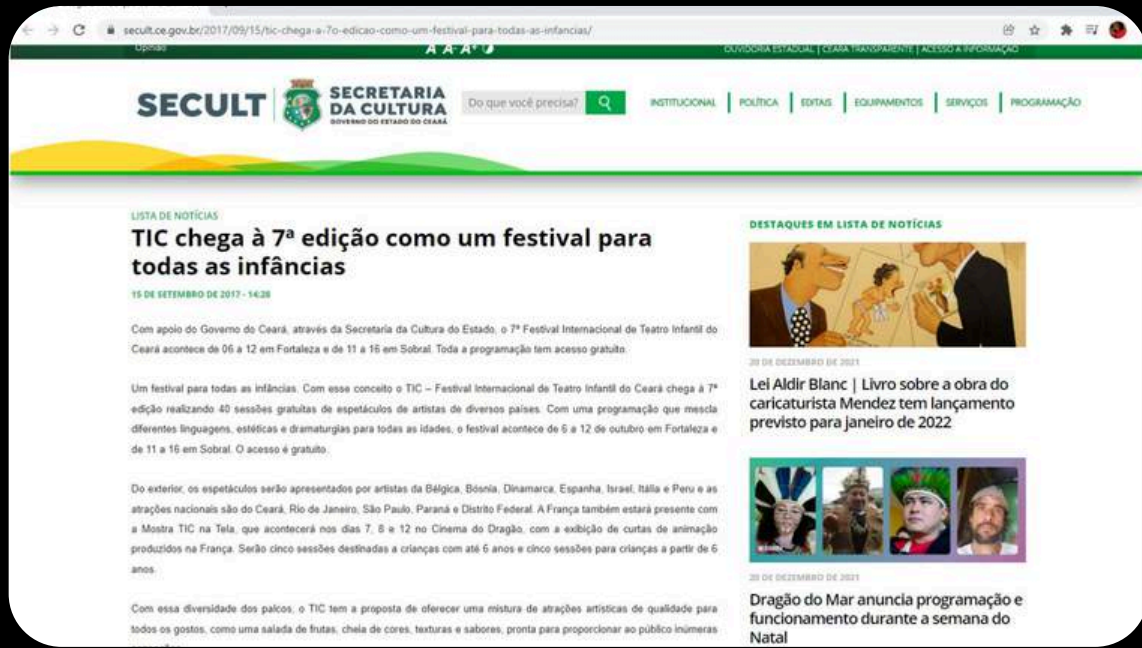 secult.ce.gov.br/2017/09/15/tic-chega-a-7o-edicao-como-um-festival-para-todas-as-infancias/
Opinião
A A- A+
OUVIDORIA ESTADUAL | CEARÁ TRANSPARENTE | ACESSO À INFORMAÇÃO
SECULT
SECRETARIA
DA CULTURA
GOVERNO DO ESTADO DO CEARÁ
Do que você precisa?
INSTITUCIONAL | POLÍTICA | EDITAIS | EQUIPAMENTOS | SERVIÇOS | PROGRAMAÇÃO
LISTA DE NOTÍCIAS
TIC chega à 7ª edição como um festival para
todas as infâncias
15 DE SETEMBRO DE 2017 - 14:28
Com apoio do Governo do Ceará, através da Secretaria da Cultura do Estado, o 7º Festival Internacional de Teatro Infantil do
Ceará acontece de 06 a 12 em Fortaleza e de 11 a 16 em Sobral. Toda a programação tem acesso gratuito.
Um festival para todas as infâncias. Com esse conceito o TIC – Festival Internacional de Teatro Infantil do Ceará chega à 7ª
edição realizando 40 sessões gratuitas de espetáculos de artistas de diversos países. Com uma programação que mescla
diferentes linguagens, estéticas e dramaturgias para todas as idades, o festival acontece de 6 a 12 de outubro em Fortaleza e
de 11 a 16 em Sobral. O acesso é gratuito.
Do exterior, os espetáculos serão apresentados por artistas da Bélgica, Bósnia, Dinamarca, Espanha, Israel, Itália e Peru e as
atrações nacionais são do Ceará, Rio de Janeiro, São Paulo, Paraná e Distrito Federal. A França também estará presente com
a Mostra TIC na Tela, que acontecerá nos dias 7, 8 e 12 no Cinema do Dragão, com a exibição de curtas de animação
produzidos na França. Serão cinco sessões destinadas a crianças com até 6 anos e cinco sessões para crianças a partir de 6
anos.
Com essa diversidade dos palcos, o TIC tem a proposta de oferecer uma mistura de atrações artísticas de qualidade para
todos os gostos, como uma salada de frutas, cheia de cores, texturas e sabores, pronta para proporcionar ao público inúmeras
DESTAQUES EM LISTA DE NOTÍCIAS
20 DE DEZEMBRO DE 2021
Lei Aldir Blanc | Livro sobre a obra do
caricaturista Mendez tem lançamento
previsto para janeiro de 2022
20 DE DEZEMBRO DE 2021
Dragão do Mar anuncia programação e
funcionamento durante a semana do
Natal